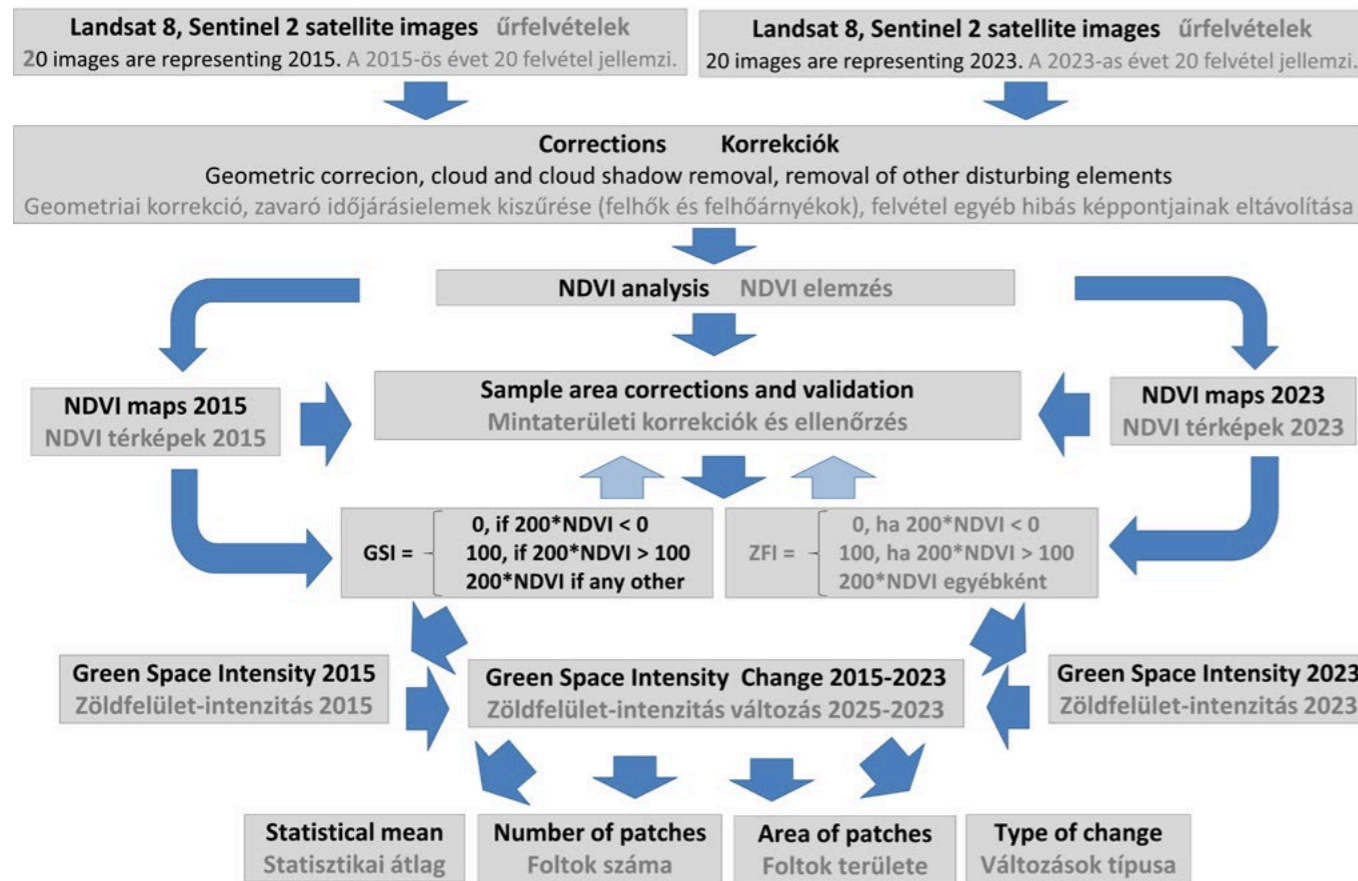 Landsat 8, Sentinel 2 satellite images űrfelvételek
20 images are representing 2015. A 2015-ös évet 20 felvétel jellemzi.
Landsat 8, Sentinel 2 satellite images űrfelvételek
20 images are representing 2023. A 2023-as évet 20 felvétel jellemzi.
Corrections Korrekciók
Geometric correcion, cloud and cloud shadow removal, removal of other disturbing elements
Geometriai korrekció, zavaró időjárásielemek kiszűrése (felhők és felhőárnyékok), felvétel egyéb hibás képpontjainak eltávolítása
NDVI analysis NDVI elemzés
NDVI maps 2015
NDVI térképek 2015
Sample area corrections and validation
Mintaterületi korrekciók és ellenőrzés
NDVI maps 2023
NDVI térképek 2023
GSI =
0, if 200*NDVI < 0
100, if 200*NDVI > 100
200*NDVI if any other
ZFI =
0, ha 200*NDVI < 0
100, ha 200*NDVI > 100
200*NDVI egyébként
Green Space Intensity 2015
Zöldfelület-intenzitás 2015
Green Space Intensity Change 2015-2023
Zöldfelület-intenzitás változás 2025-2023
Green Space Intensity 2023
Zöldfelület-intenzitás 2023
Statistical mean
Statisztikai átlag
Number of patches
Foltok száma
Area of patches
Foltok területe
Type of change
Változások típusa